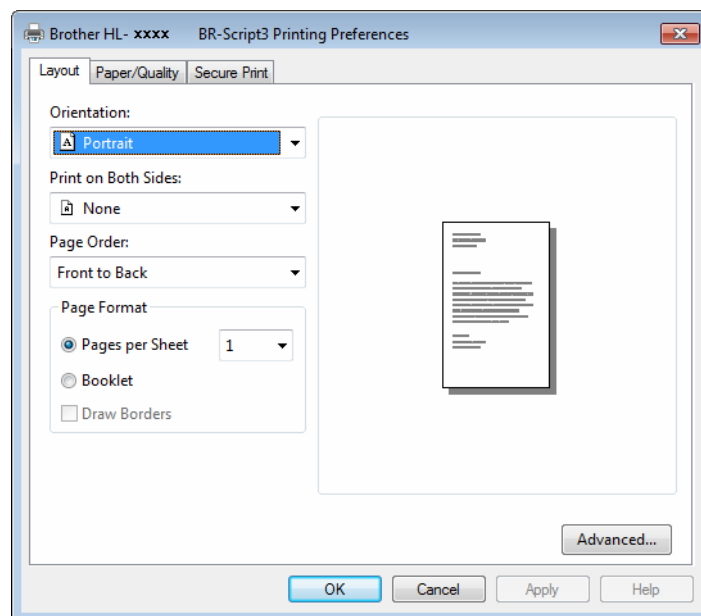 Brother HL- xxxx BR-Script3 Printing Preferences
Layout Paper/Quality Secure Print
Orientation:
A Portrait
Print on Both Sides:
None
Page Order:
Front to Back
Page Format
Pages per Sheet 1
Booklet
Draw Borders
Advanced...
OK Cancel Apply Help